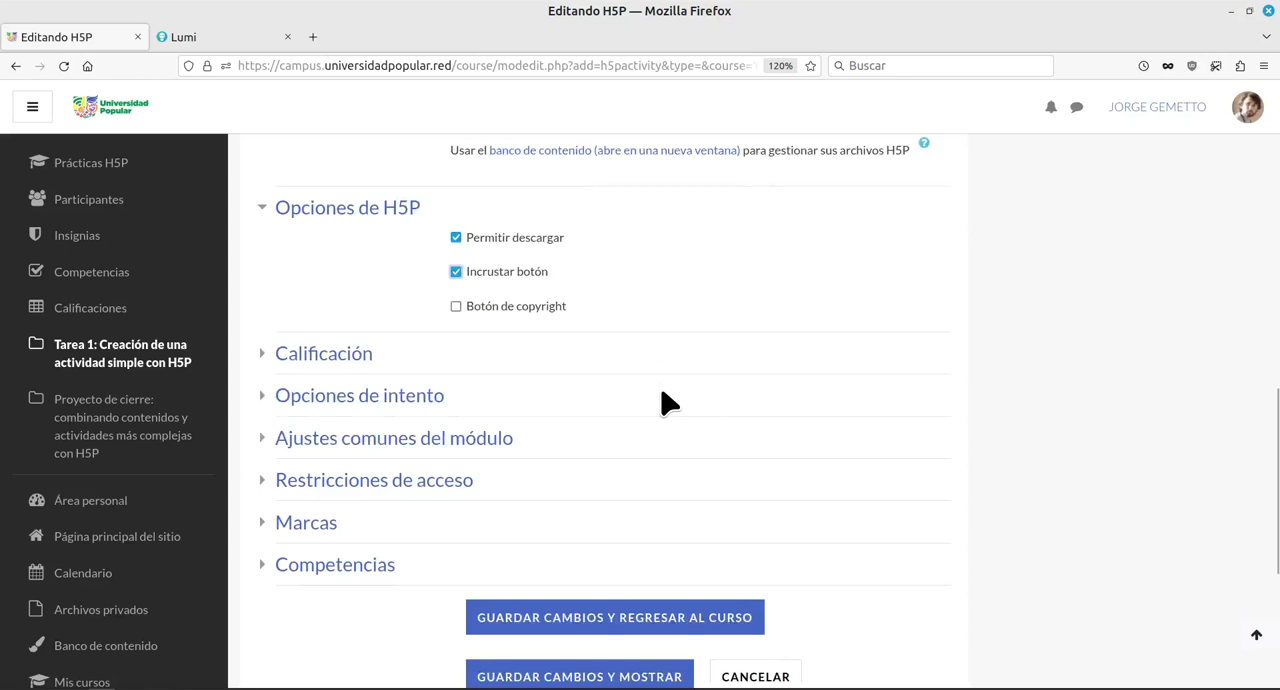 Editando H5P — Mozilla Firefox
Editando H5P
Lumi
https://campus.universidadpopular.red/course/modedit.php?add=h5pactivity&type=&course=
120%
Buscar
Universidad
Popular
JORGE GEMETTO
Prácticas H5P
Participantes
Insignias
Competencias
Calificaciones
Tarea 1: Creación de una
actividad simple con H5P
Proyecto de cierre:
combinando contenidos y
actividades más complejas
con H5P
Área personal
Página principal del sitio
Calendario
Archivos privados
Banco de contenido
Mis cursos
Usar el banco de contenido (abre en una nueva ventana) para gestionar sus archivos H5P
Opciones de H5P
Permitir descargar
Incrustar botón
Botón de copyright
Calificación
Opciones de intento
Ajustes comunes del módulo
Restricciones de acceso
Marcas
Competencias
GUARDAR CAMBIOS Y REGRESAR AL CURSO
GUARDAR CAMBIOS Y MOSTRAR
CANCELAR